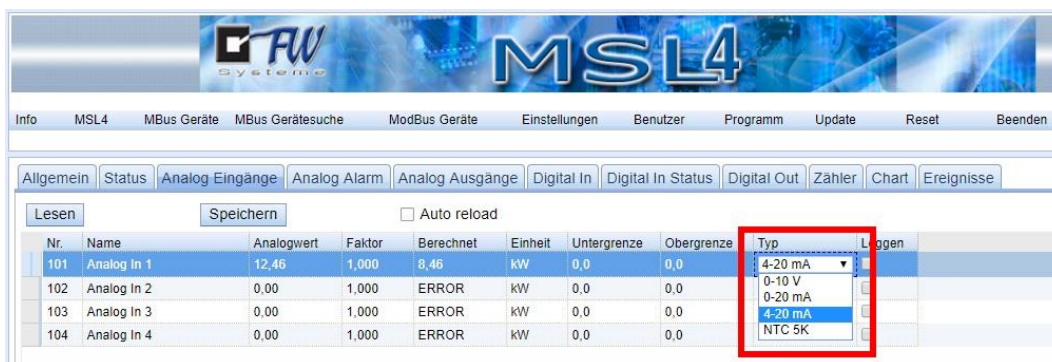 FW
Systeme
MSL4
Info MSL4 MBus Geräte MBus Gerätesuche ModBus Geräte Einstellungen Benutzer Programm Update Reset Beenden
Allgemein Status Analog Eingänge Analog Alarm Analog Ausgänge Digital In Digital In Status Digital Out Zähler Chart Ereignisse
Lesen Speichern Auto reload
Nr. Name Analogwert Faktor Berechnet Einheit Untergrenze Obergrenze Typ Loggen
101 Analog In 1 12,46 1,000 8,46 kW 0,0 0,0 4-20 mA
102 Analog In 2 0,00 1,000 ERROR kW 0,0 0,0 0-10 V
0-20 mA
103 Analog In 3 0,00 1,000 ERROR kW 0,0 0,0 4-20 mA
104 Analog In 4 0,00 1,000 ERROR kW 0,0 0,0 NTC 5K